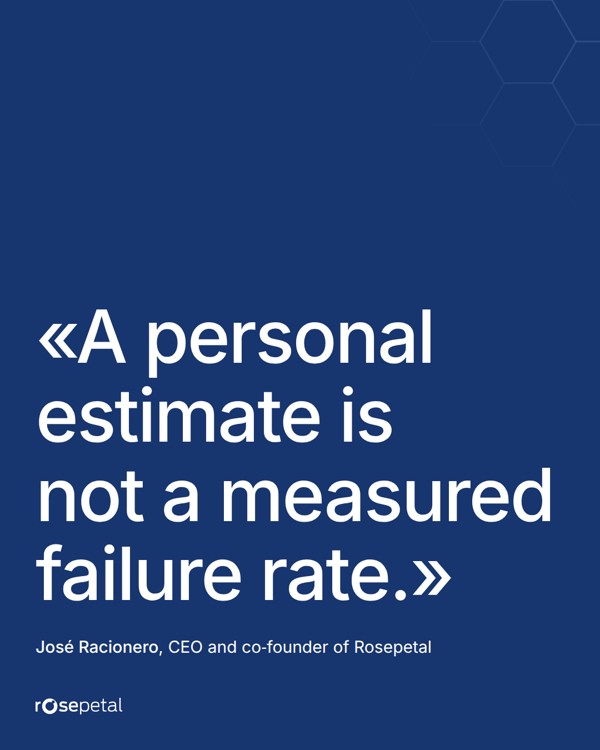 «A personal
estimate is
not a measured
failure rate.»
José Racionero, CEO and co-founder of Rosepetal
rosepetal